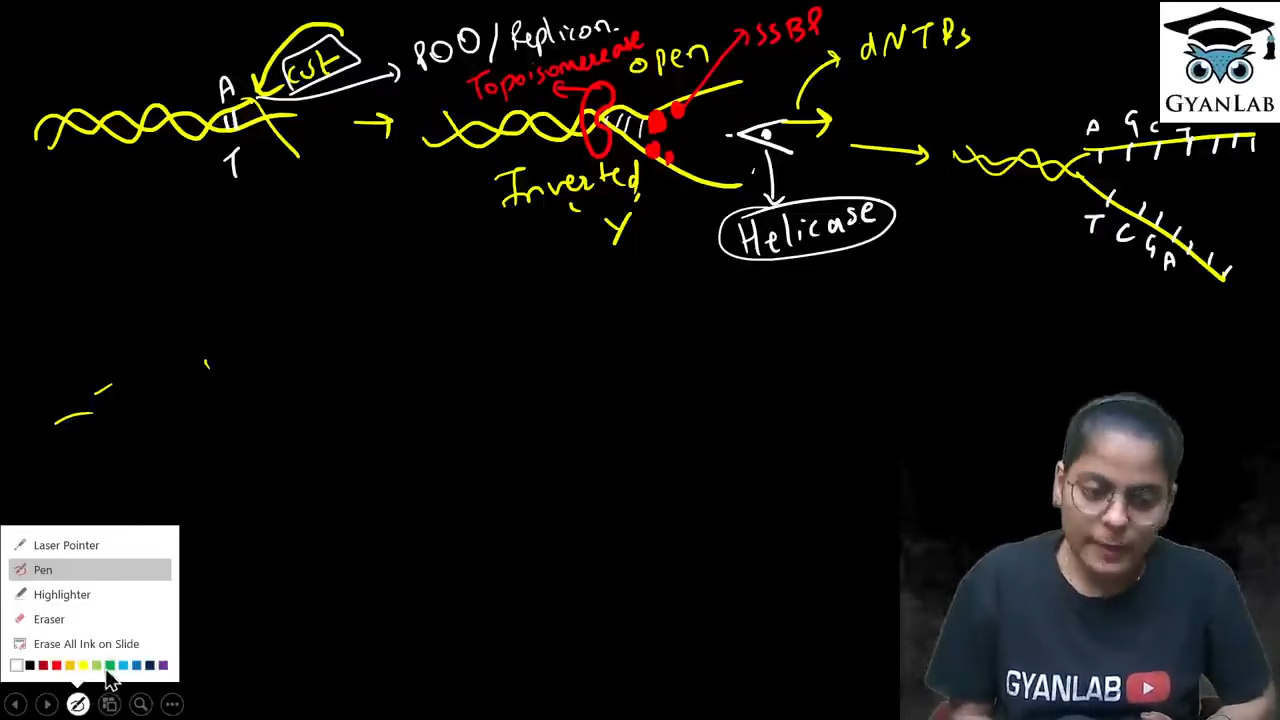 A
T
cut
POO / Replicon.
Topoisomerase
Open
SSBP
dNTPs
Inverted
Y
Helicase
A G C T
T C G A
GYANLAB
GYANLAB
Laser Pointer
Pen
Highlighter
Eraser
Erase All Ink on Slide